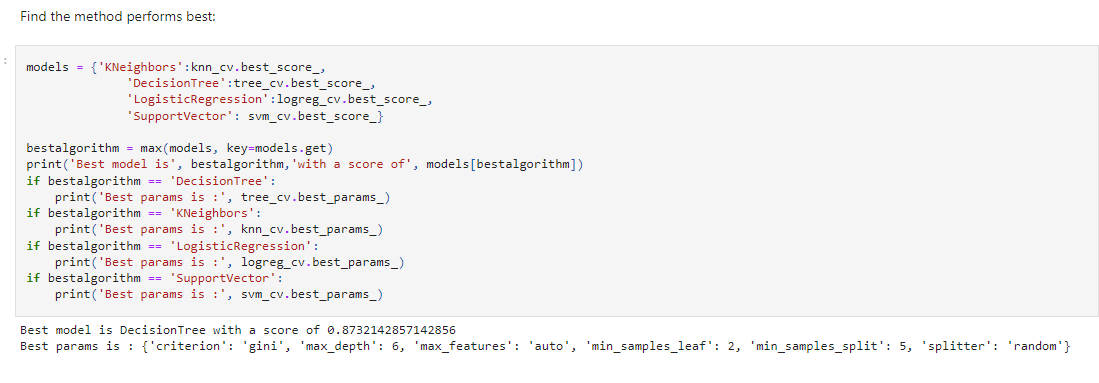 Find the method performs best:
:
models = {'KNeighbors':knn_cv.best_score_,
              'DecisionTree':tree_cv.best_score_,
              'LogisticRegression':logreg_cv.best_score_,
              'SupportVector': svm_cv.best_score_}
bestalgorithm = max(models, key=models.get)
print('Best model is', bestalgorithm,'with a score of', models[bestalgorithm])
if bestalgorithm == 'DecisionTree':
    print('Best params is :', tree_cv.best_params_)
if bestalgorithm == 'KNeighbors':
    print('Best params is :', knn_cv.best_params_)
if bestalgorithm == 'LogisticRegression':
    print('Best params is :', logreg_cv.best_params_)
if bestalgorithm == 'SupportVector':
    print('Best params is :', svm_cv.best_params_)
Best model is DecisionTree with a score of 0.8732142857142856
Best params is : {'criterion': 'gini', 'max_depth': 6, 'max_features': 'auto', 'min_samples_leaf': 2, 'min_samples_split': 5, 'splitter': 'random'}